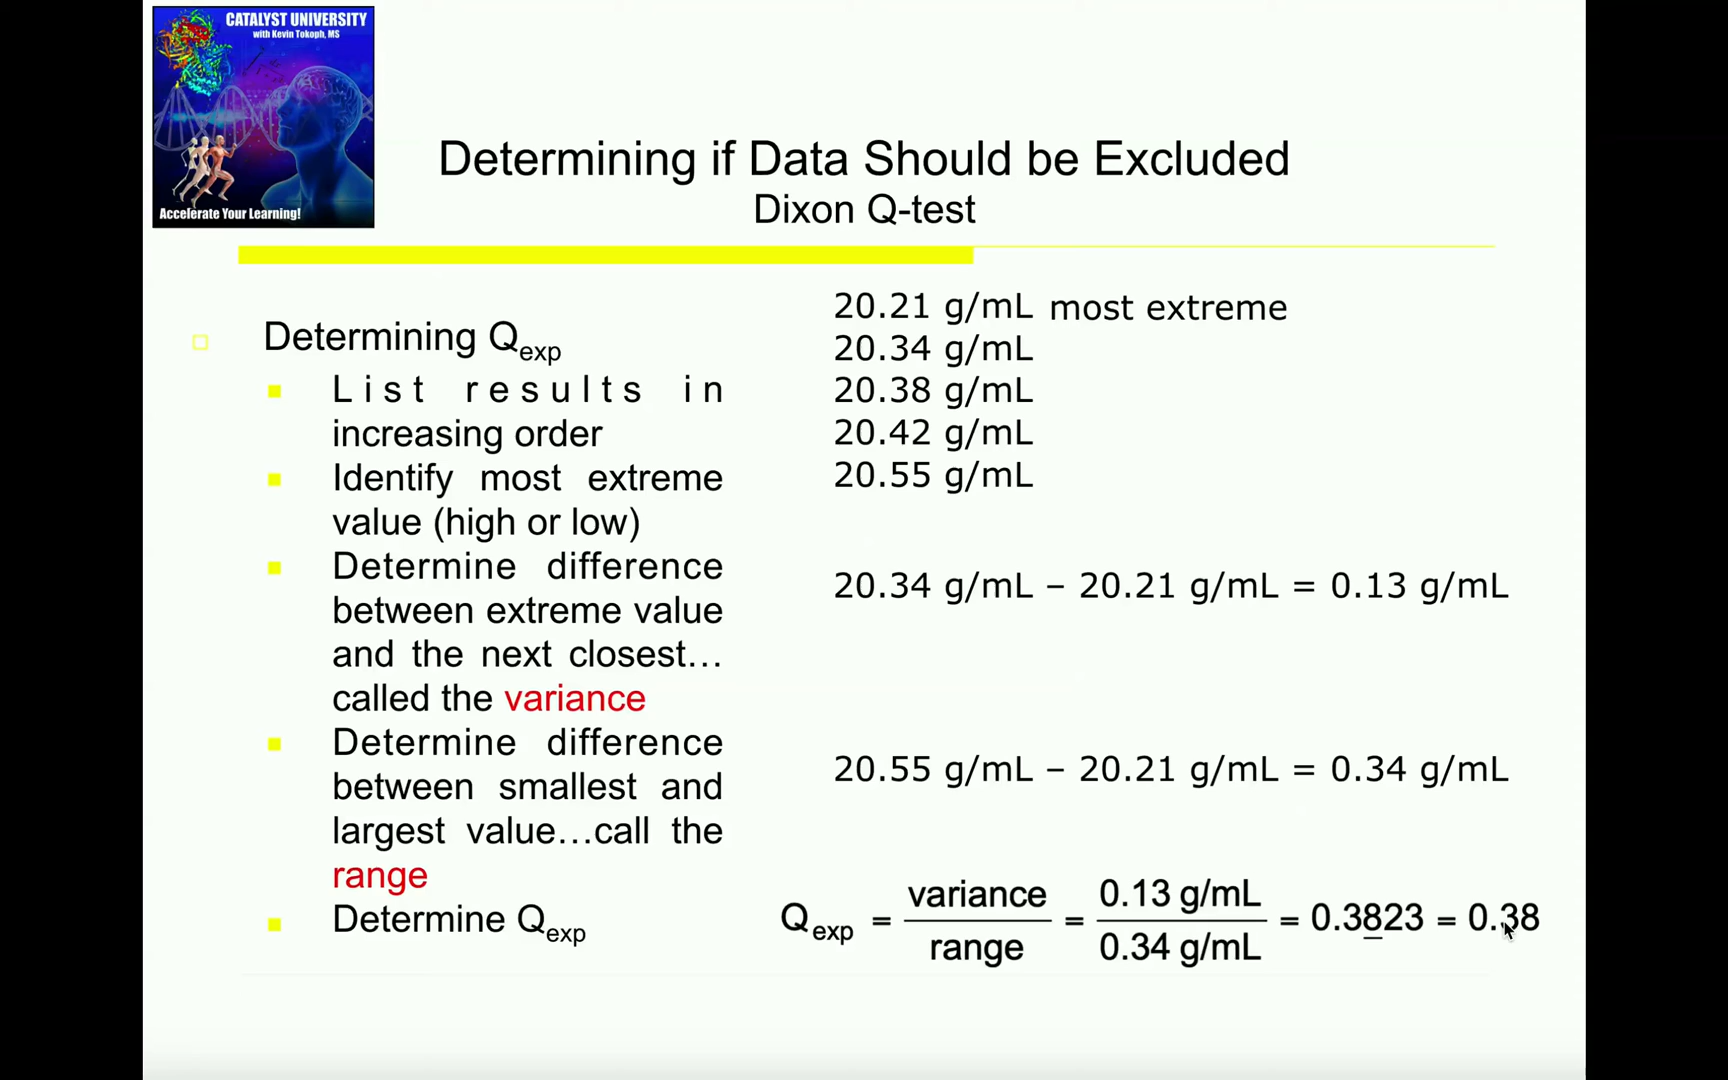 CATALYST UNIVERSITY
with Kevin Tokoph, MS
Accelerate Your Learning!
Determining if Data Should be Excluded
Dixon Q-test
Determining Qexp
List results in
increasing order
Identify most extreme
value (high or low)
Determine difference
between extreme value
and the next closest…
called the variance
Determine difference
between smallest and
largest value…call the
range
Determine Qexp
20.21 g/mL most extreme
20.34 g/mL
20.38 g/mL
20.42 g/mL
20.55 g/mL
20.34 g/mL – 20.21 g/mL = 0.13 g/mL
20.55 g/mL – 20.21 g/mL = 0.34 g/mL
Qexp = variance / range = 0.13 g/mL / 0.34 g/mL = 0.3823 = 0.38